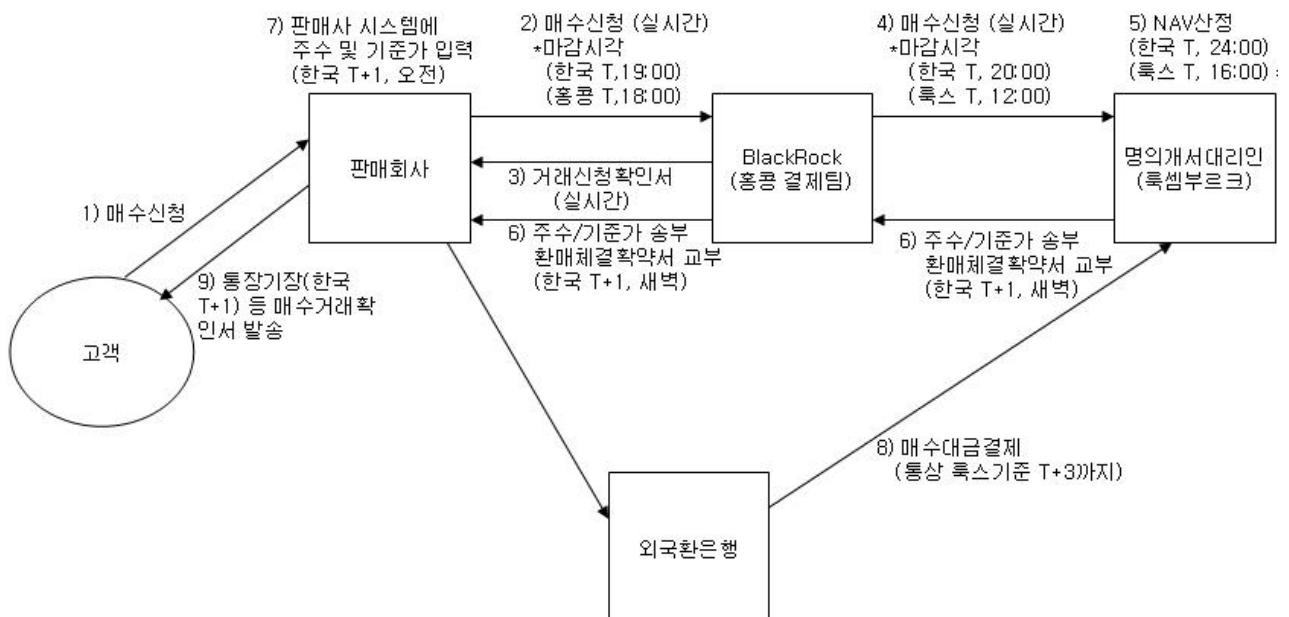 7) 판매사 시스템에
주수 및 기준가 입력
(한국 T+1, 오전)
2) 매수신청 (실시간)
*마감시각
(한국 T,19:00)
(홍콩 T,18:00)
4) 매수신청 (실시간)
*마감시각
(한국 T, 20:00)
(룩스 T, 12:00)
5) NAV산정
(한국 T, 24:00)
(룩스 T, 16:00)
판매회사
BlackRock
(홍콩 결제팀)
명의개서대리인
(룩셈부르크)
3) 거래신청확인서
(실시간)
1) 매수신청
6) 주수/기준가 송부
환매체결확약서 교부
(한국 T+1, 새벽)
6) 주수/기준가 송부
환매체결확약서 교부
(한국 T+1, 새벽)
9) 통장기장(한국
T+1) 등 매수거래확
인서 발송
고객
8) 매수대금결제
(통상 룩스기준 T+3까지)
외국환은행